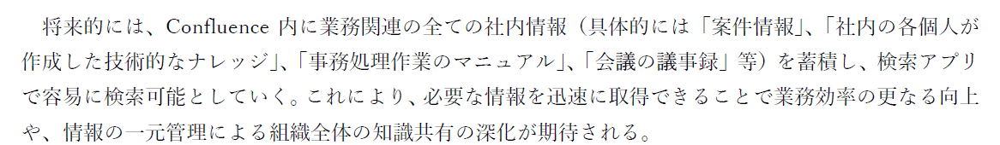 将来的には、Confluence 内に業務関連の全ての社内情報（具体的には「案件情報」、「社内の各個人が
作成した技術的なナレッジ」、「事務処理作業のマニュアル」、「会議の議事録」等）を蓄積し、検索アプリ
で容易に検索可能としていく。これにより、必要な情報を迅速に取得できることで業務効率の更なる向上
や、情報の一元管理による組織全体の知識共有の深化が期待される。